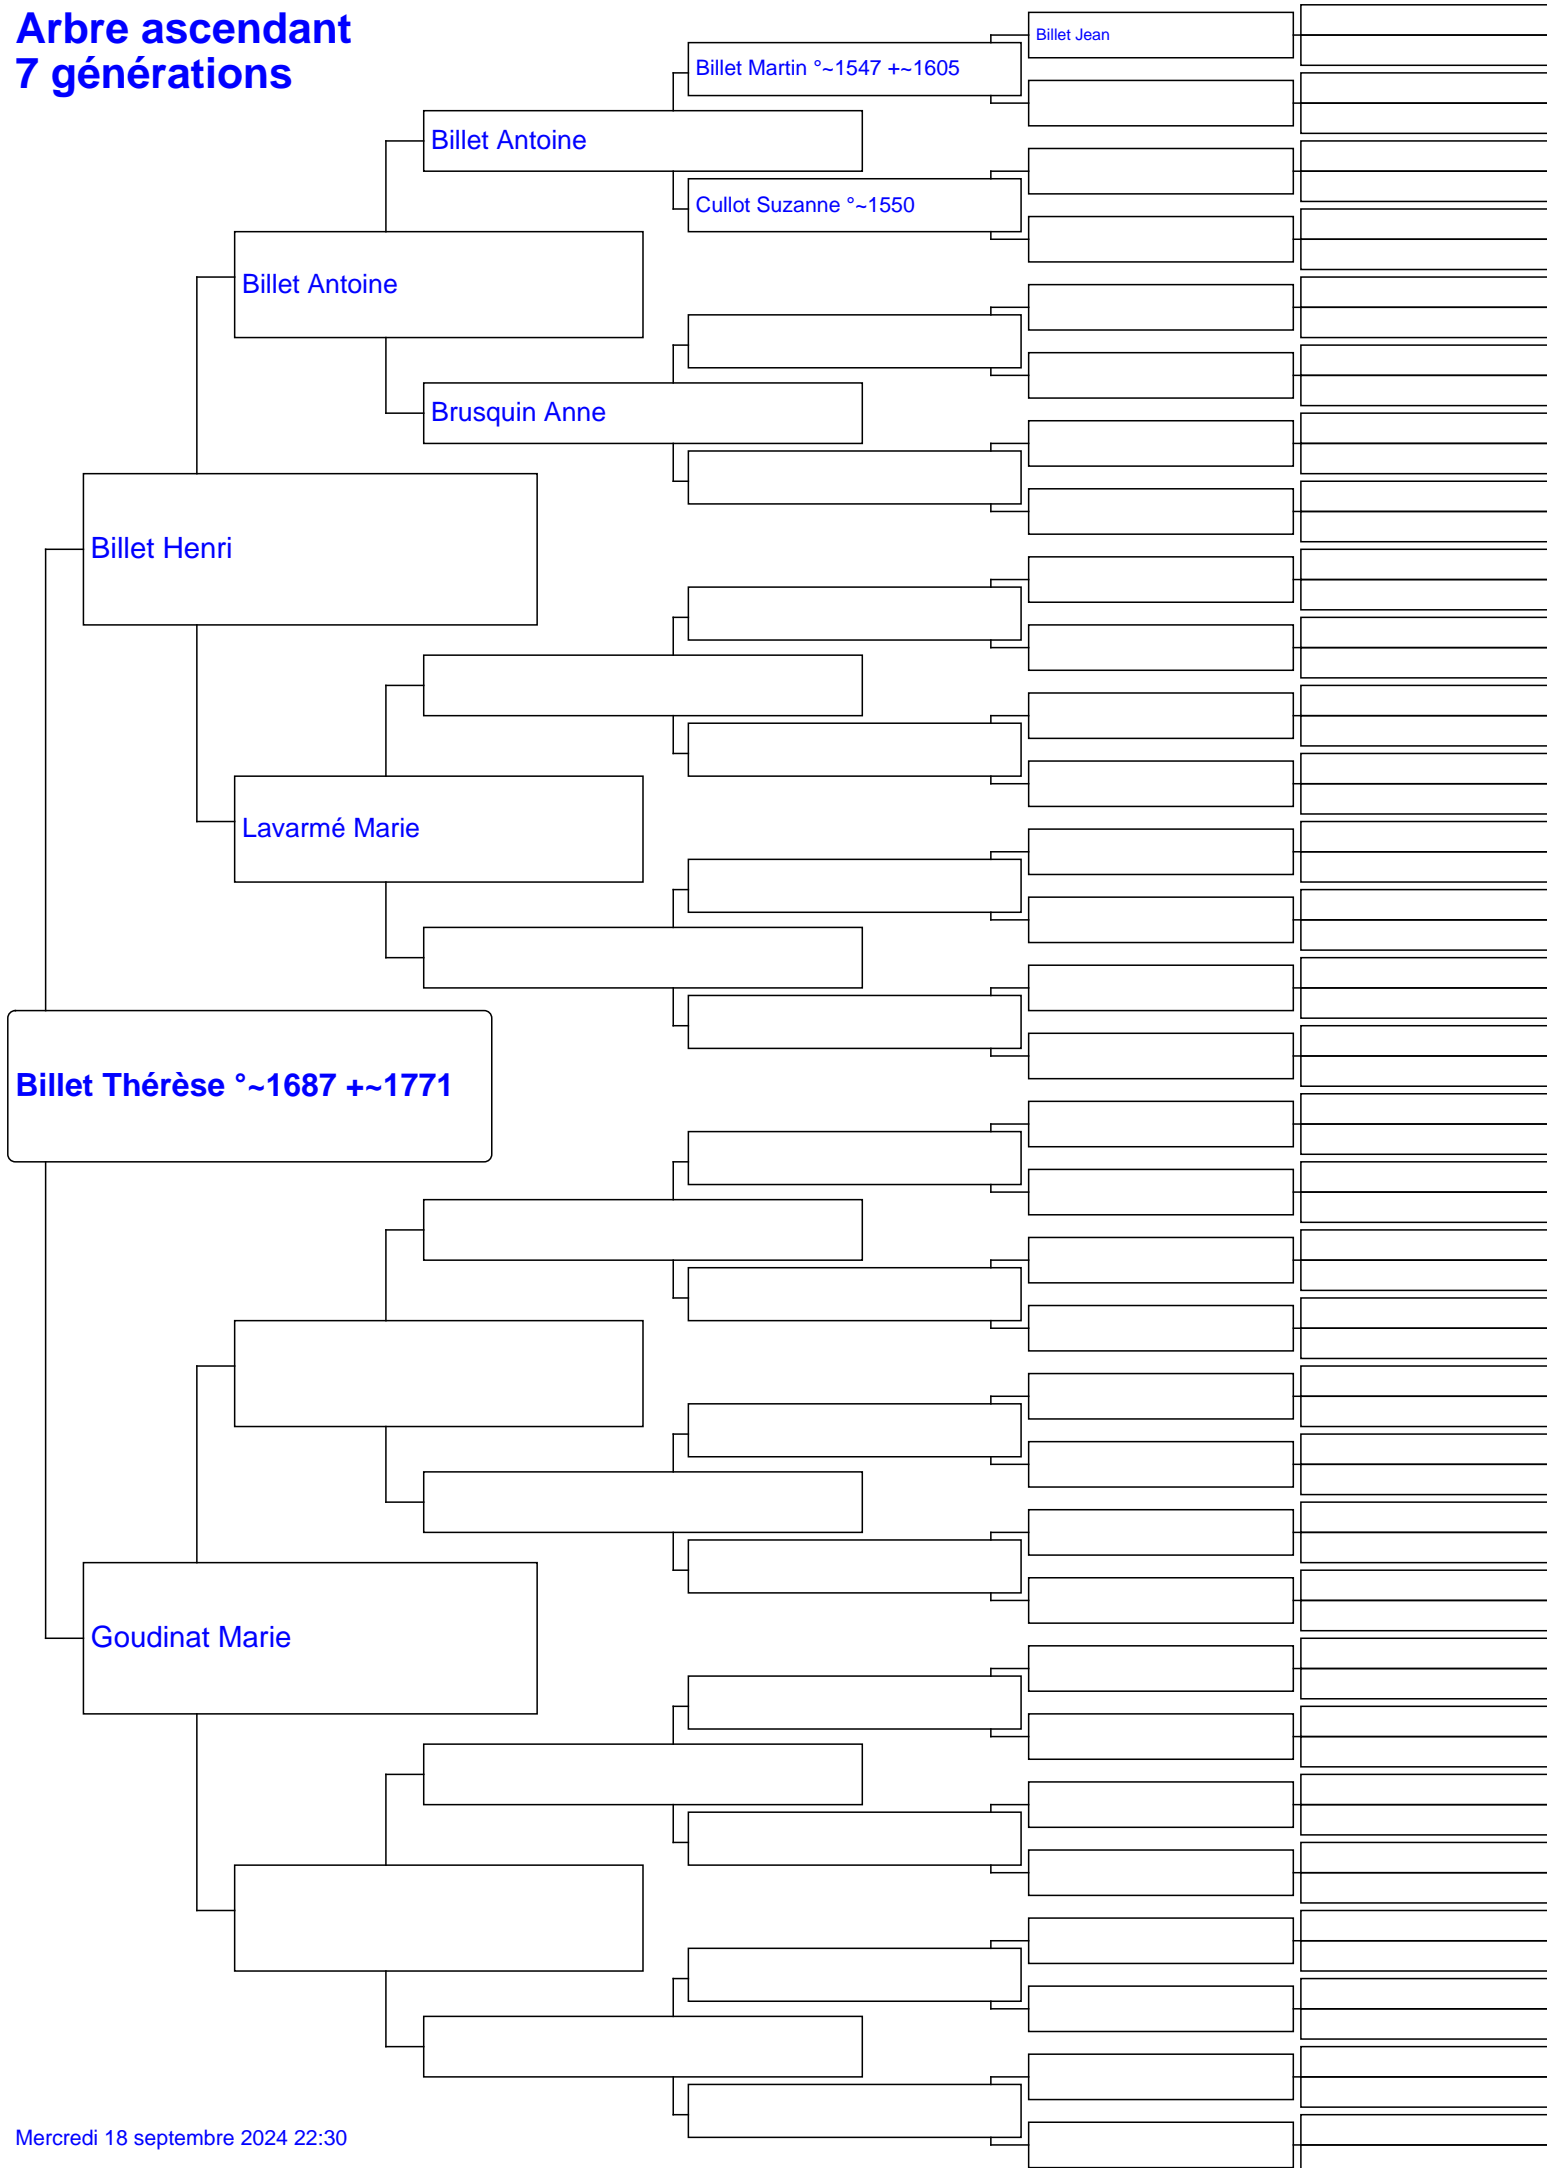 Arbre ascendant
7 générations
Billet Jean
Billet Martin °~1547 +~1605
Billet Antoine
Cullot Suzanne °~1550
Billet Antoine
Brusquin Anne
Billet Henri
Lavarmé Marie
Billet Thérèse °~1687 +~1771
Goudinat Marie
Mercredi 18 septembre 2024 22:30